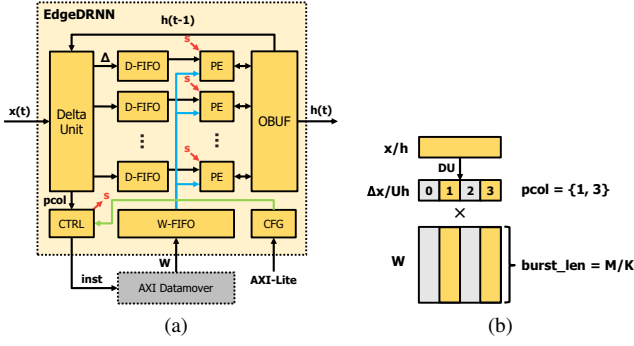 EdgeDRNN
h(t-1)
Δ
D-FIFO
s
PE
x(t)
Delta
Unit
D-FIFO
s
PE
OBUF
h(t)
D-FIFO
s
PE
pcol
s
CTRL
W-FIFO
CFG
inst
W
AXI-Lite
AXI Datamover
(a)
x/h
DU
Δx/Uh
0 1 2 3
pcol = {1, 3}
×
W
burst_len = M/K
(b)